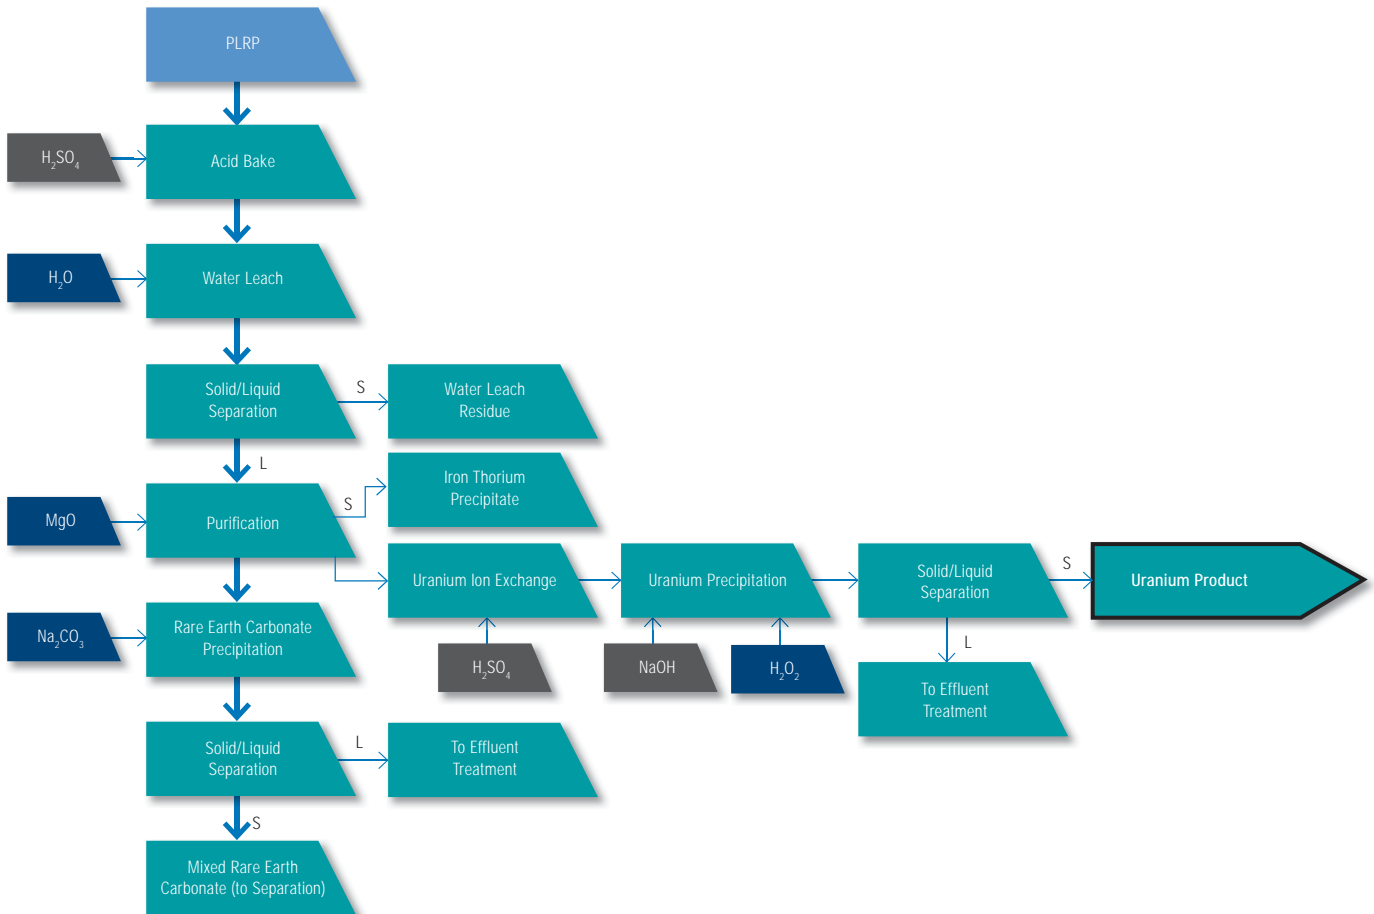 PLRP
H₂SO₄
Acid Bake
H₂O
Water Leach
Solid/Liquid
Separation
S
Water Leach
Residue
L
MgO
Purification
S
Iron Thorium
Precipitate
Uranium Ion Exchange
Uranium Precipitation
Solid/Liquid
Separation
S
Uranium Product
H₂SO₄
NaOH
H₂O₂
L
To Effluent
Treatment
Na₂CO₃
Rare Earth Carbonate
Precipitation
Solid/Liquid
Separation
L
To Effluent
Treatment
S
Mixed Rare Earth
Carbonate (to Separation)